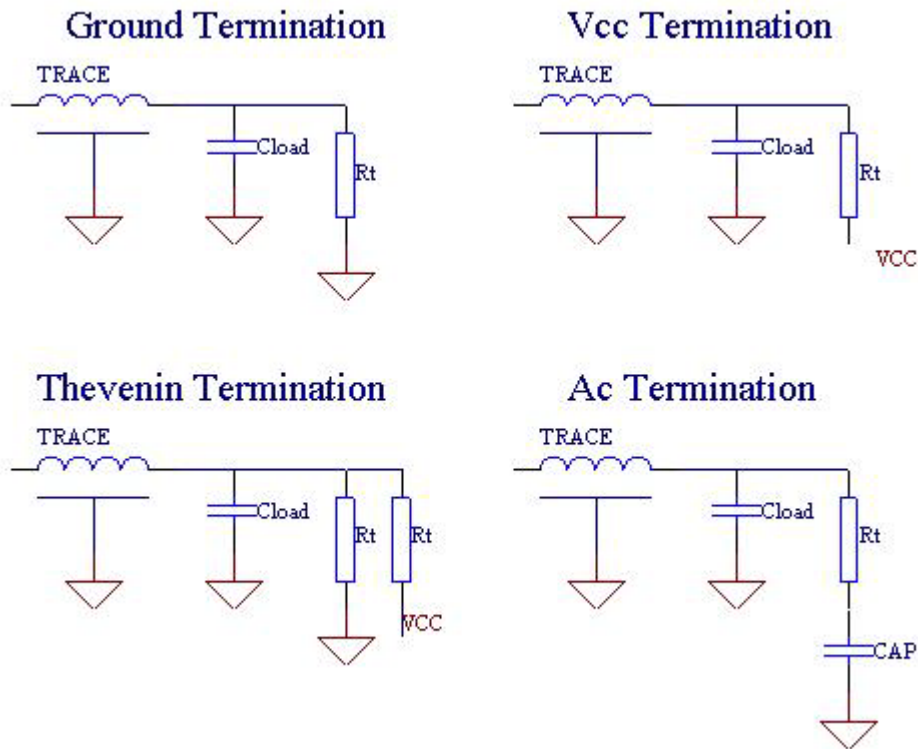 Ground Termination
TRACE
Cload
Rt
Vcc Termination
TRACE
Cload
Rt
VCC
Thevenin Termination
TRACE
Cload
Rt
Rt
VCC
Ac Termination
TRACE
Cload
Rt
CAP